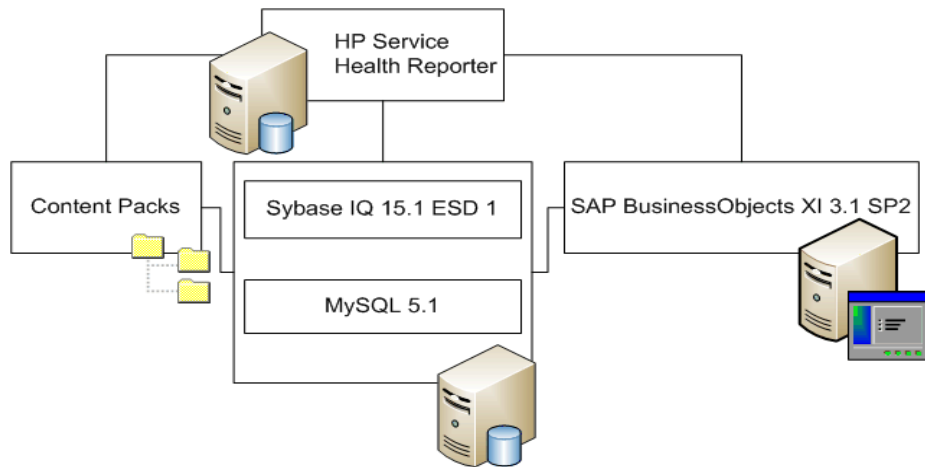 HP Service
Health Reporter
Content Packs
Sybase IQ 15.1 ESD 1
SAP BusinessObjects XI 3.1 SP2
MySQL 5.1